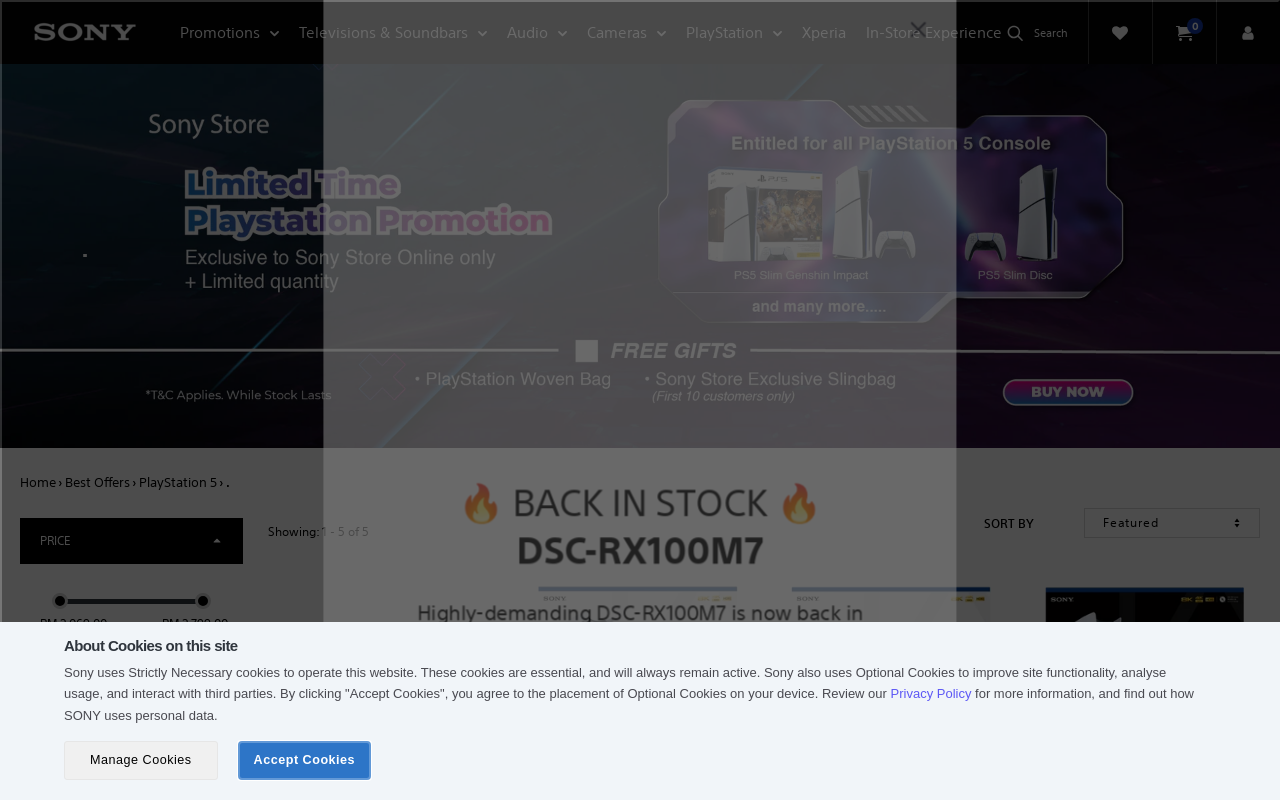 SONY
Promotions
Televisions & Soundbars
Audio
Cameras
PlayStation
Xperia
In-Store Experience
Search
0
Sony Store
Limited Time
Playstation Promotion
Exclusive to Sony Store Online only
+ Limited quantity
Entitled for all PlayStation 5 Console
PS5 Slim Genshin Impact
PS5 Slim Disc
and many more.....
FREE GIFTS
• PlayStation Woven Bag
• Sony Store Exclusive Slingbag
(First 10 customers only)
*T&C Applies. While Stock Lasts
BUY NOW
Home › Best Offers › PlayStation 5 › .
PRICE
Showing: 1 - 5 of 5
SORT BY
Featured
🔥 BACK IN STOCK 🔥
DSC-RX100M7
Highly-demanding DSC-RX100M7 is now back in
SONY
About Cookies on this site
Sony uses Strictly Necessary cookies to operate this website. These cookies are essential, and will always remain active. Sony also uses Optional Cookies to improve site functionality, analyse
usage, and interact with third parties. By clicking "Accept Cookies", you agree to the placement of Optional Cookies on your device. Review our Privacy Policy for more information, and find out how
SONY uses personal data.
Manage Cookies
Accept Cookies